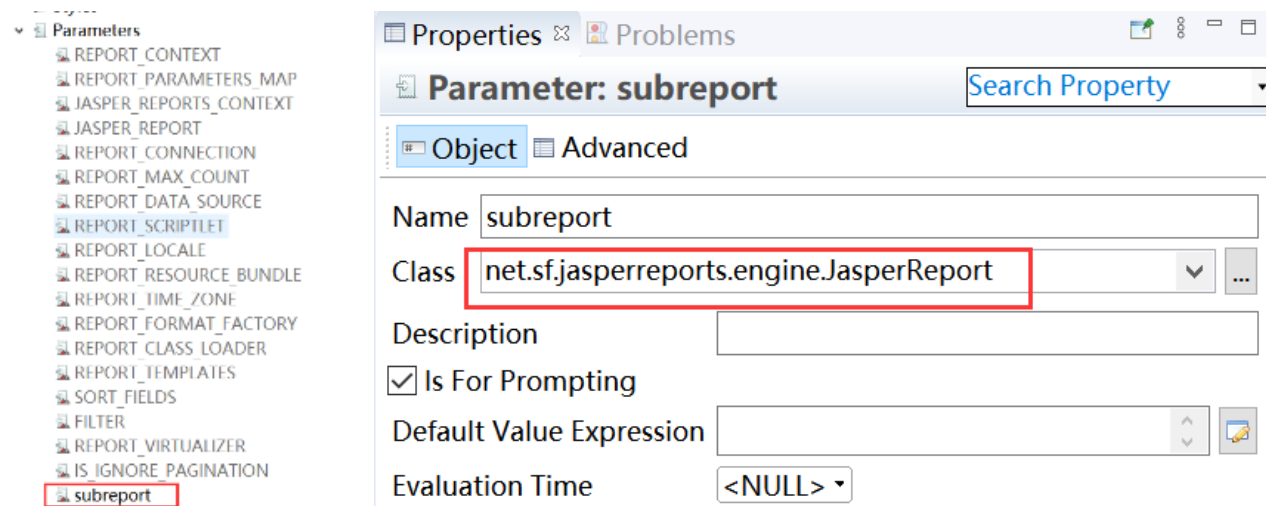 Parameters
REPORT_CONTEXT
REPORT_PARAMETERS_MAP
JASPER_REPORTS_CONTEXT
JASPER_REPORT
REPORT_CONNECTION
REPORT_MAX_COUNT
REPORT_DATA_SOURCE
REPORT_SCRIPTLET
REPORT_LOCALE
REPORT_RESOURCE_BUNDLE
REPORT_TIME_ZONE
REPORT_FORMAT_FACTORY
REPORT_CLASS_LOADER
REPORT_TEMPLATES
SORT_FIELDS
FILTER
REPORT_VIRTUALIZER
IS_IGNORE_PAGINATION
subreport
Properties Problems
Parameter: subreport Search Property
Object Advanced
Name subreport
Class net.sf.jasperreports.engine.JasperReport ...
Description
Is For Prompting
Default Value Expression
Evaluation Time <NULL>